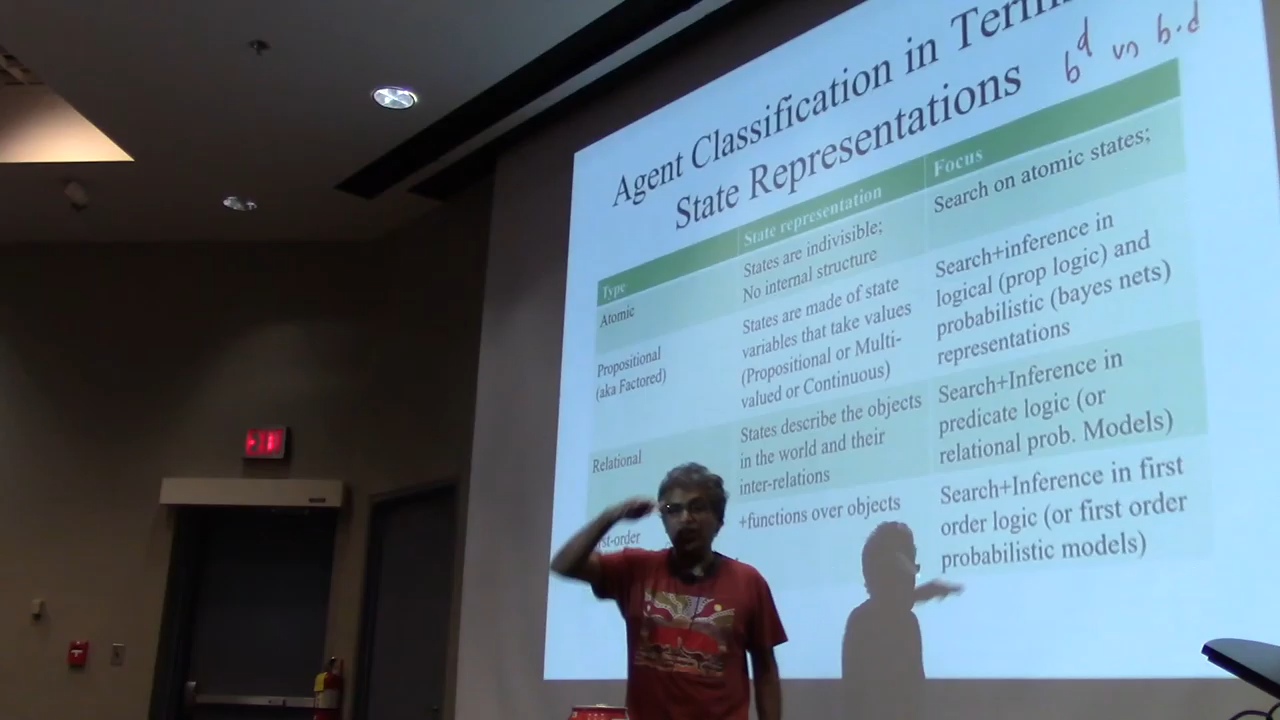 Agent Classification in Term
State Representations
b^d vs b.d
Type
State representation
Focus
Atomic
States are indivisible;
No internal structure
Search on atomic states;
Propositional
(aka Factored)
States are made of state
variables that take values
(Propositional or Multi-
valued or Continuous)
Search+inference in
logical (prop logic) and
probabilistic (bayes nets)
representations
Relational
States describe the objects
in the world and their
inter-relations
Search+Inference in
predicate logic (or
relational prob. Models)
st-order
+functions over objects
Search+Inference in first
order logic (or first order
probabilistic models)
EXIT